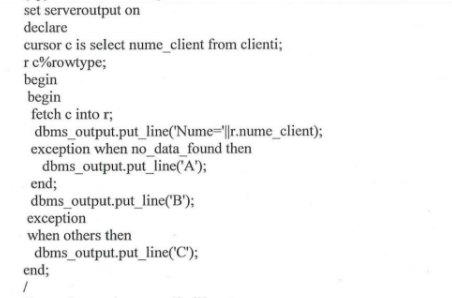 set serveroutput on
declare
cursor c is select nume_client from clienti;
r c%rowtype;
begin
begin
fetch c into r;
dbms_output.put_line('Nume='||r.nume_client);
exception when no_data_found then
dbms_output.put_line('A');
end;
dbms_output.put_line('B');
exception
when others then
dbms_output.put_line('C');
end;
/